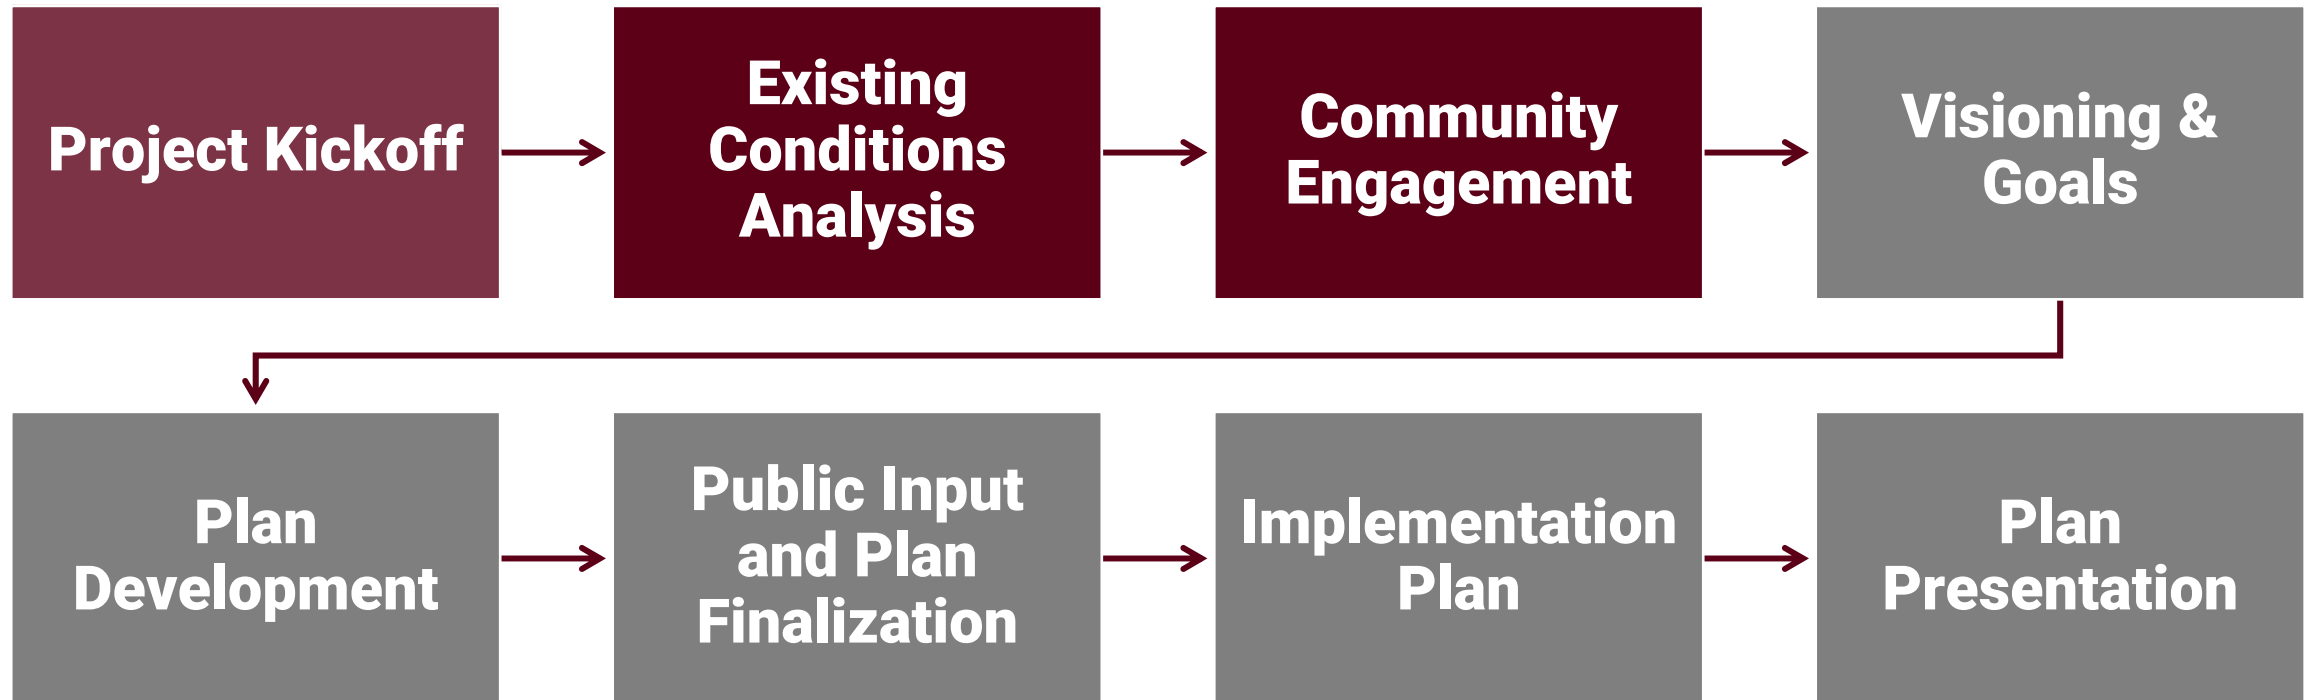 Project Kickoff
Existing
Conditions
Analysis
Community
Engagement
Visioning &
Goals
Plan
Development
Public Input
and Plan
Finalization
Implementation
Plan
Plan
Presentation